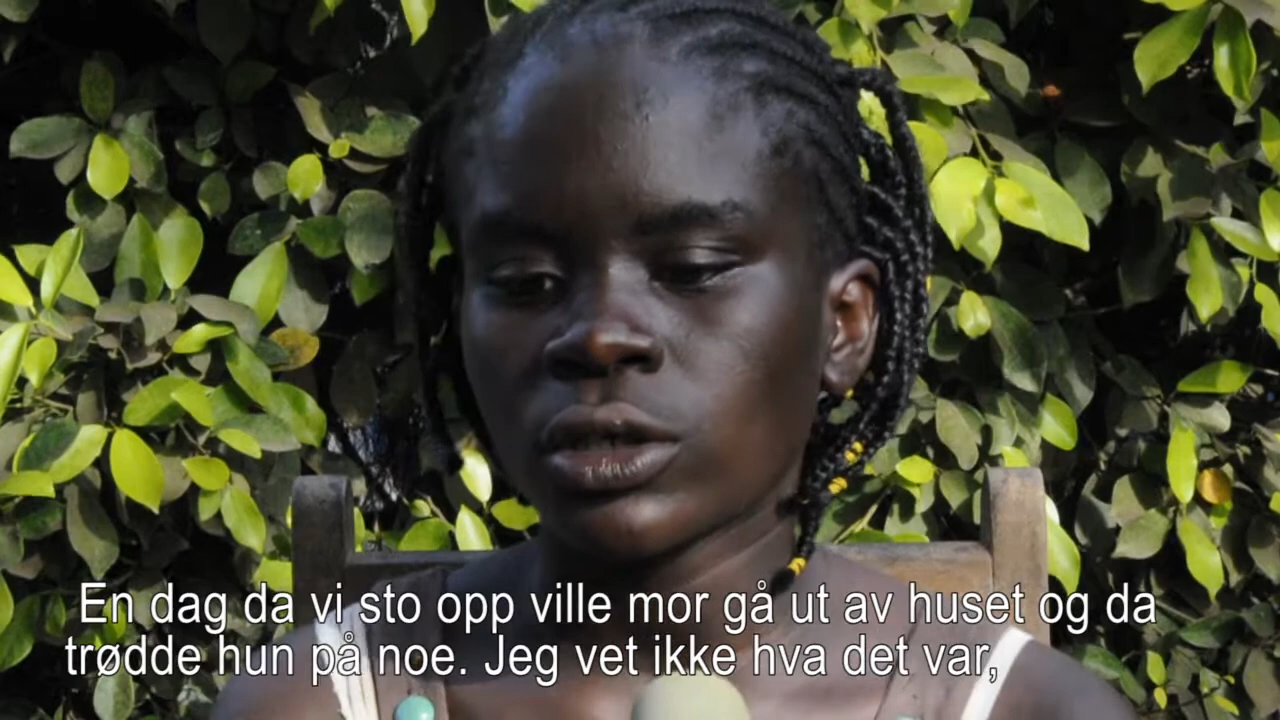 En dag da vi sto opp ville mor gå ut av huset og da
trødde hun på noe. Jeg vet ikke hva det var,